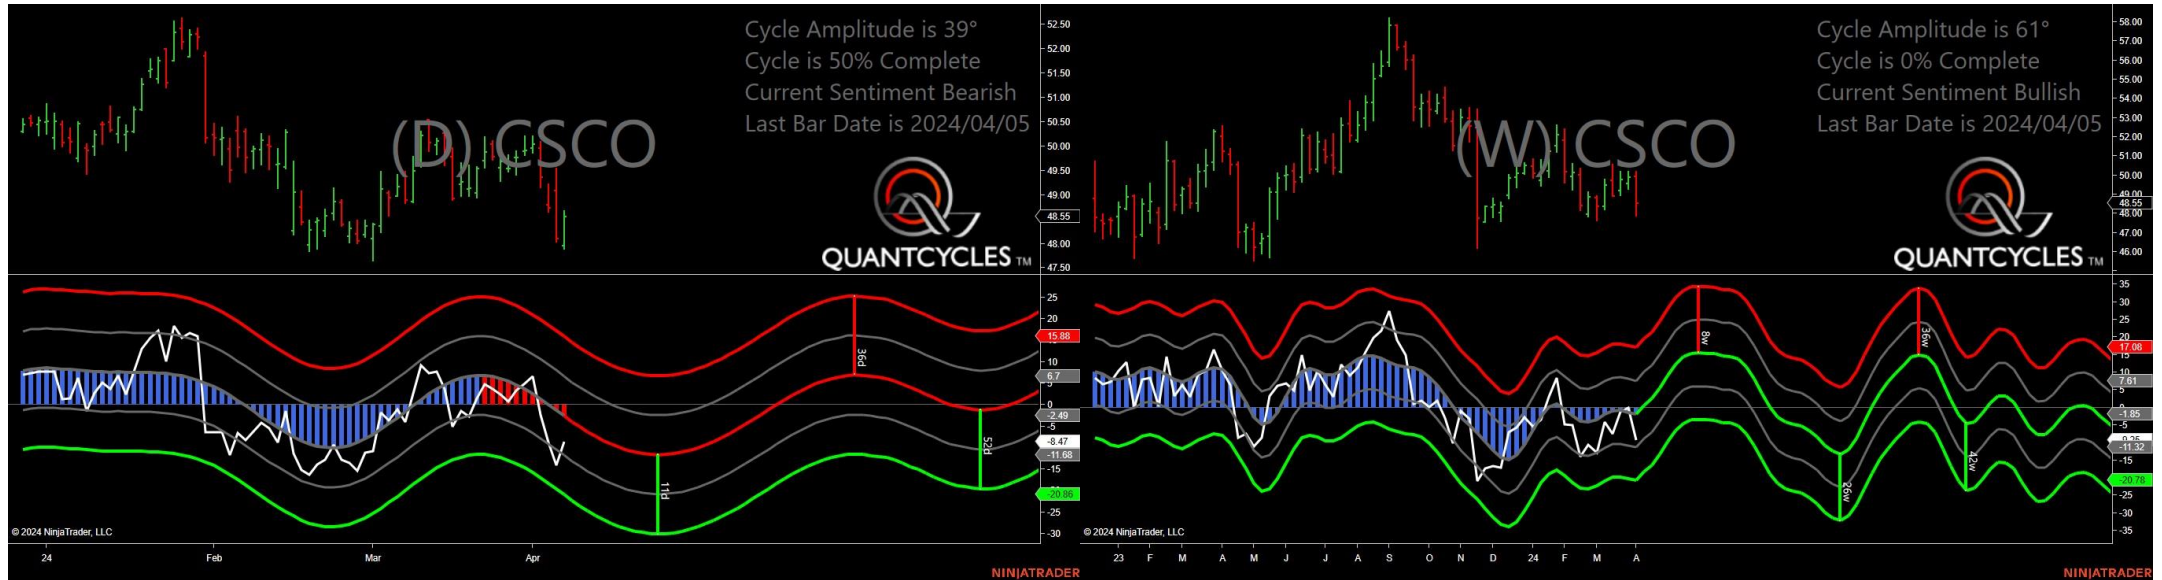 Cycle Amplitude is 39°
Cycle is 50% Complete
Current Sentiment Bearish
Last Bar Date is 2024/04/05
(D) CSCO
QUANTCYCLES TM
52.50
52.00
51.50
51.00
50.50
50.00
49.50
49.00
48.55
48.00
47.50
25
20
15.88
10
6.7
5
0
-2.49
-5
-8.47
-11.68
-15
-20.86
-25
-30
36d
52d
11d
© 2024 NinjaTrader, LLC
24 Feb Mar Apr
NINJATRADER
Cycle Amplitude is 61°
Cycle is 0% Complete
Current Sentiment Bullish
Last Bar Date is 2024/04/05
(W) CSCO
QUANTCYCLES TM
58.00
57.00
56.00
55.00
54.00
53.00
52.00
51.00
50.00
49.00
48.55
48.00
47.00
46.00
35
30
25
20
17.08
15
7.61
5
0
-1.85
-5
-11.32
-15
-20.78
-25
-30
-35
8w
36w
26w
42w
© 2024 NinjaTrader, LLC
23 F M A M J J A S O N D 24 F M A
NINJATRADER